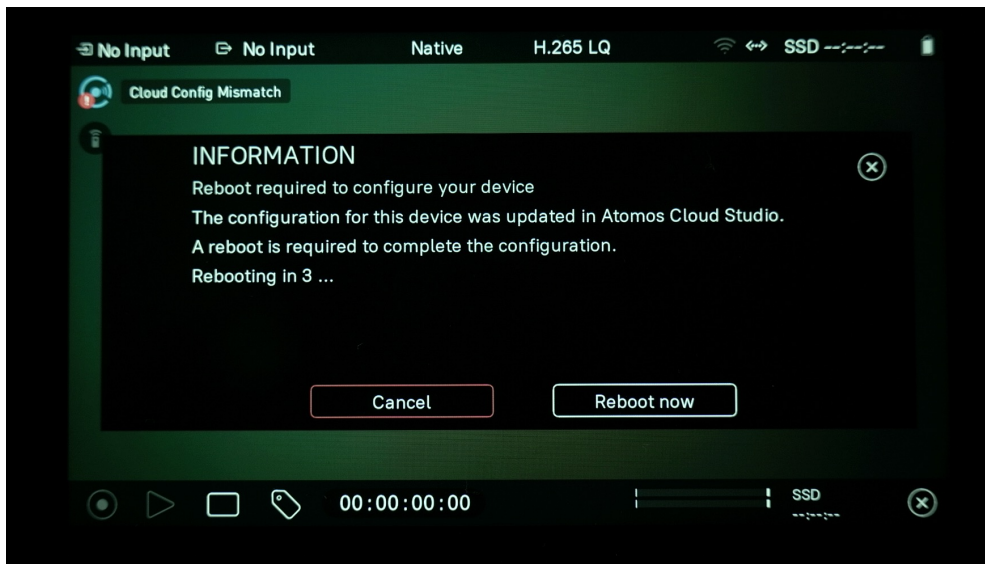 No Input
No Input
Native
H.265 LQ
SSD --:--:--
Cloud Config Mismatch
INFORMATION
Reboot required to configure your device
The configuration for this device was updated in Atomos Cloud Studio.
A reboot is required to complete the configuration.
Rebooting in 3 ...
Cancel
Reboot now
00:00:00:00
SSD
--:--:--